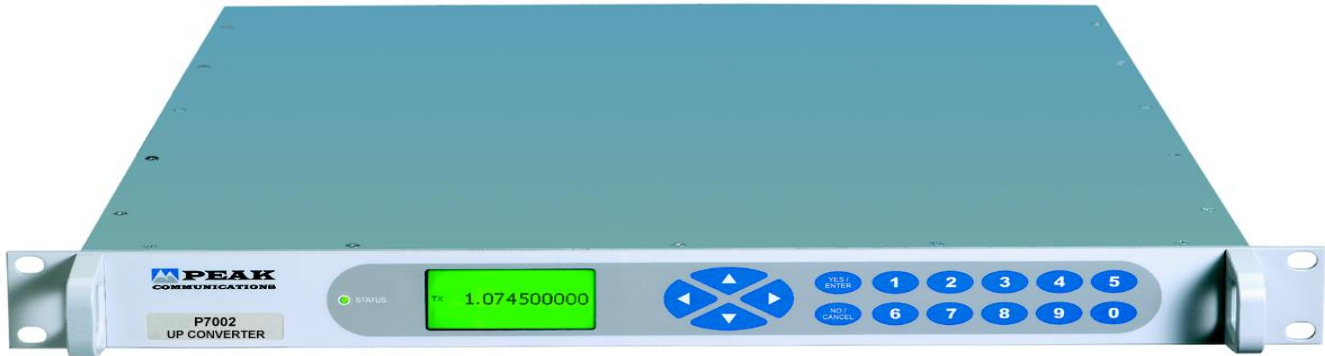 PEAK
COMMUNICATIONS
P7002
UP CONVERTER
STATUS
TX 1.074500000
YES /
ENTER
1 2 3 4 5
NO /
CANCEL
6 7 8 9 0